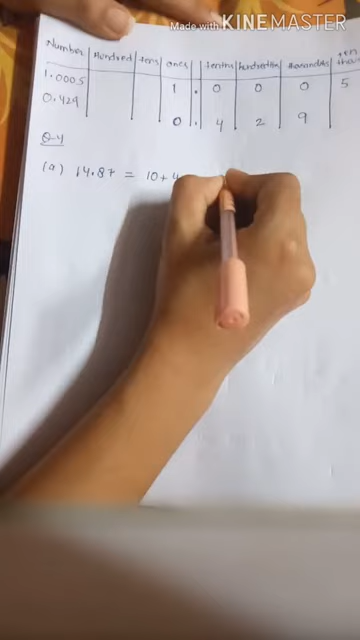 Made with KINEMASTER
Number Hundred tens ones . tenths hundredths thousandths ten
1.0005 1 . 0 0 0 5
0.429 0 . 4 2 9
Q-4
(a) 14.87 = 10 + 4